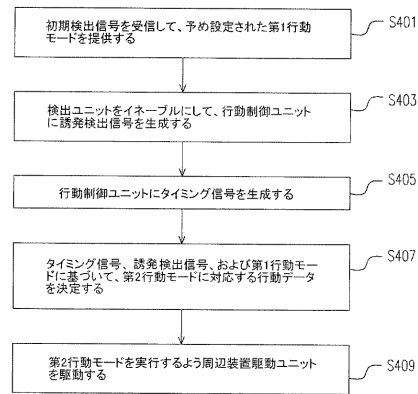 初期検出信号を受信して、予め設定された第1行動
モードを提供する
S401
検出ユニットをイネーブルにして、行動制御ユニット
に誘発検出信号を生成する
S403
行動制御ユニットにタイミング信号を生成する
S405
タイミング信号、誘発検出信号、および第1行動モー
ドに基づいて、第2行動モードに対応する行動データ
を決定する
S407
第2行動モードを実行するよう周辺装置駆動ユニット
を駆動する
S409